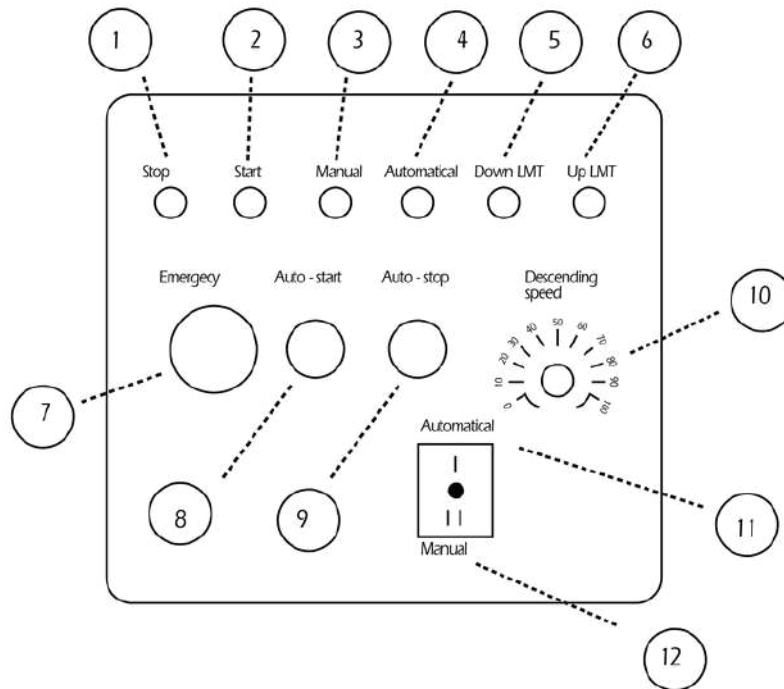 1 2 3 4 5 6
Stop Start Manual Automatical Down LMT Up LMT
Emergecy Auto - start Auto - stop Descending
speed
10
0 10 20 30 40 50 60 70 80 90 100
7
Automatical
I
8 9 11
II
Manual
12